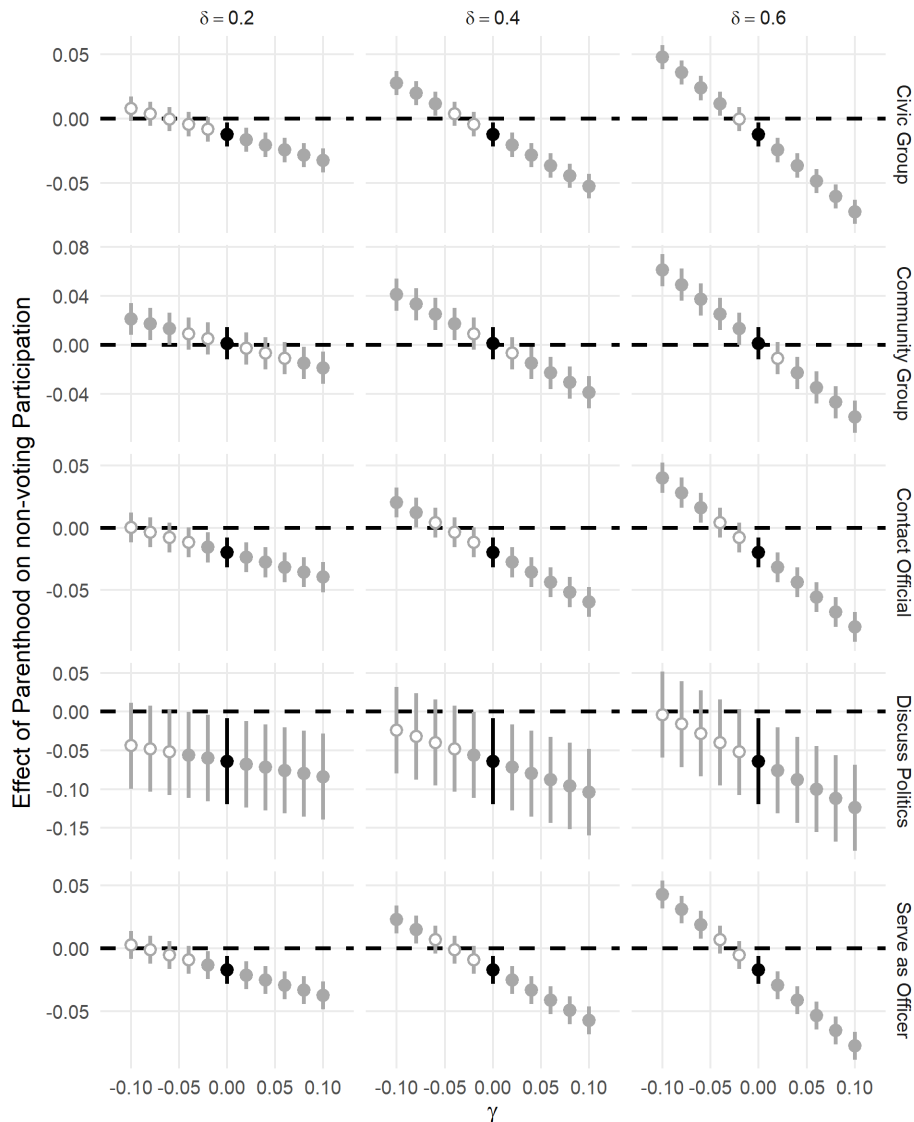 δ = 0.2
δ = 0.4
δ = 0.6
Effect of Parenthood on non-voting Participation
0.05
0.00
-0.05
Civic Group
0.08
0.04
0.00
-0.04
Community Group
0.05
0.00
-0.05
Contact Official
0.05
0.00
-0.05
-0.10
-0.15
Discuss Politics
0.05
0.00
-0.05
Serve as Officer
-0.10 -0.05 0.00 0.05 0.10
-0.10 -0.05 0.00 0.05 0.10
-0.10 -0.05 0.00 0.05 0.10
γ